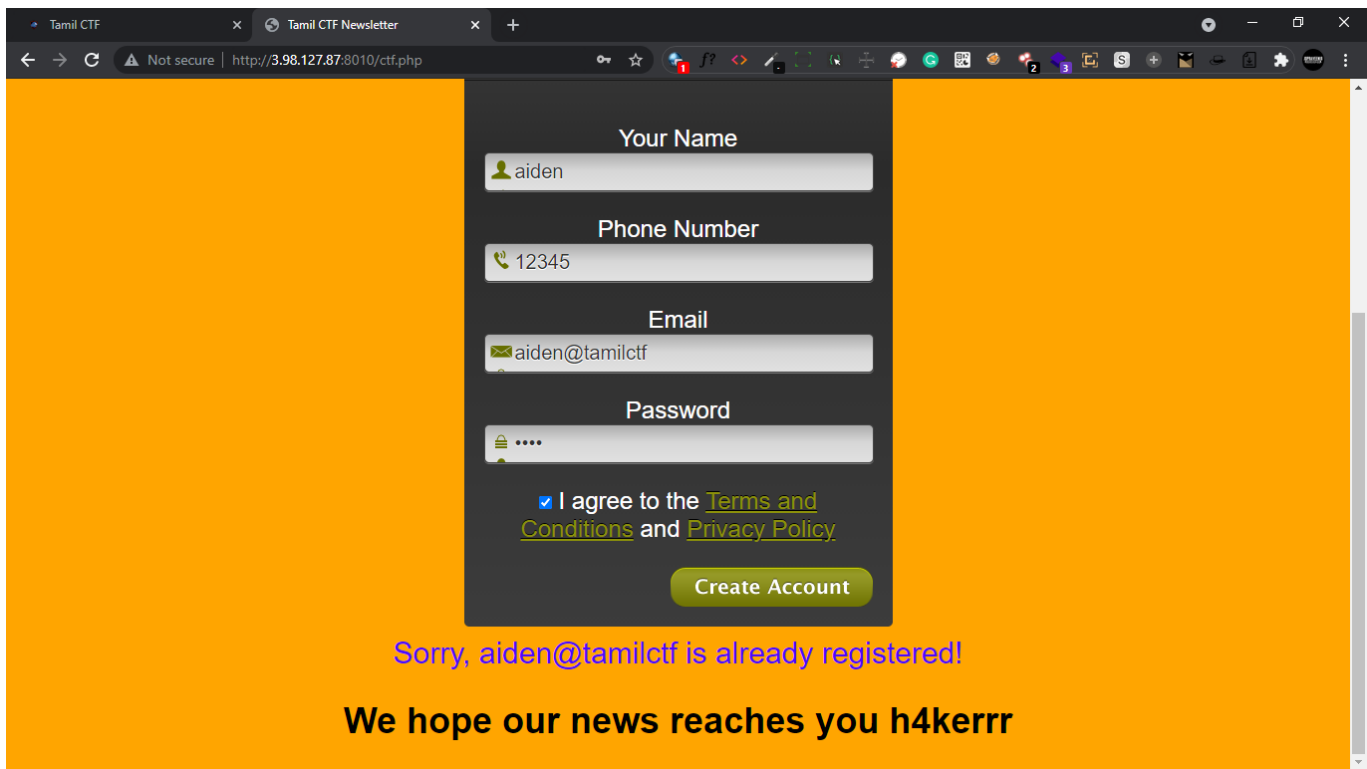 Tamil CTF
Tamil CTF Newsletter
Not secure | http://3.98.127.87:8010/ctf.php
Your Name
aiden
Phone Number
12345
Email
aiden@tamilctf
Password
••••
I agree to the Terms and
Conditions and Privacy Policy
Create Account
Sorry, aiden@tamilctf is already registered!
We hope our news reaches you h4kerrr